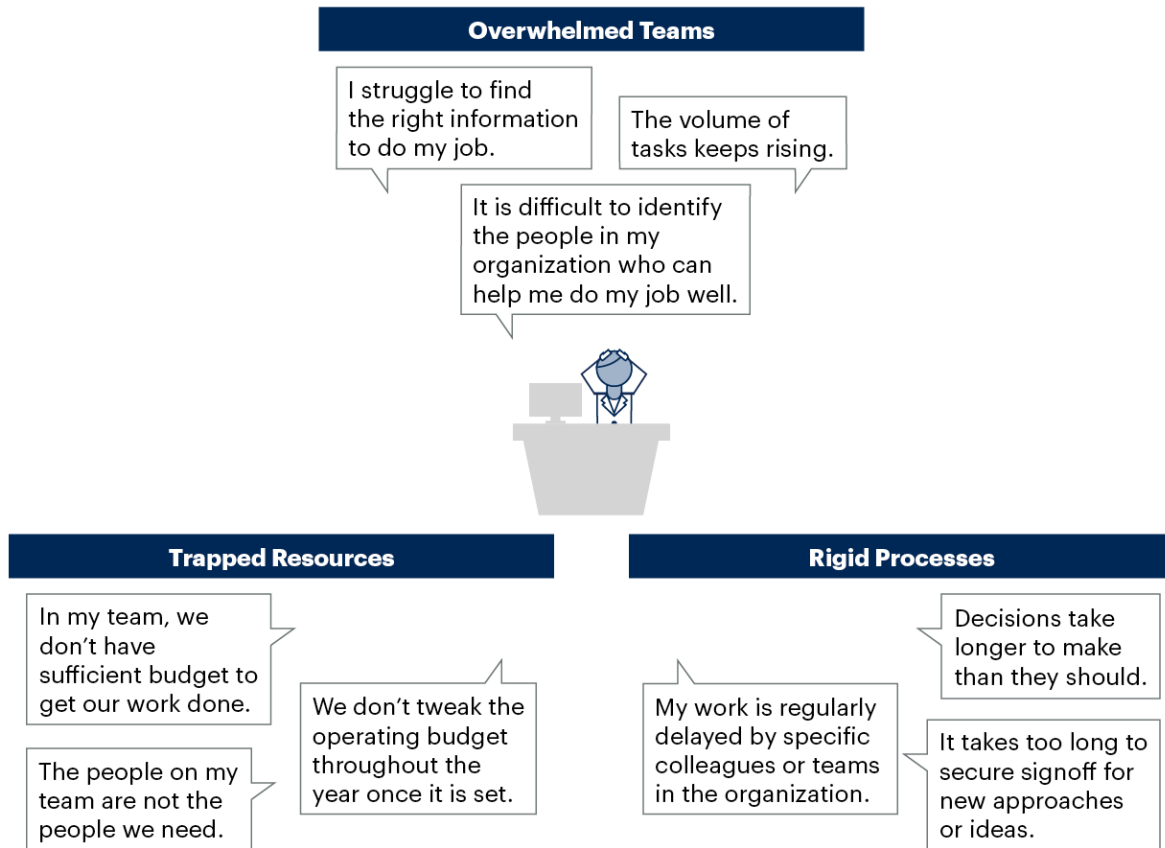 Overwhelmed Teams
I struggle to find
the right information
to do my job.
The volume of
tasks keeps rising.
It is difficult to identify
the people in my
organization who can
help me do my job well.
Trapped Resources
In my team, we
don’t have
sufficient budget to
get our work done.
We don’t tweak the
operating budget
throughout the
year once it is set.
The people on my
team are not the
people we need.
Rigid Processes
Decisions take
longer to make
than they should.
My work is regularly
delayed by specific
colleagues or teams
in the organization.
It takes too long to
secure signoff for
new approaches
or ideas.